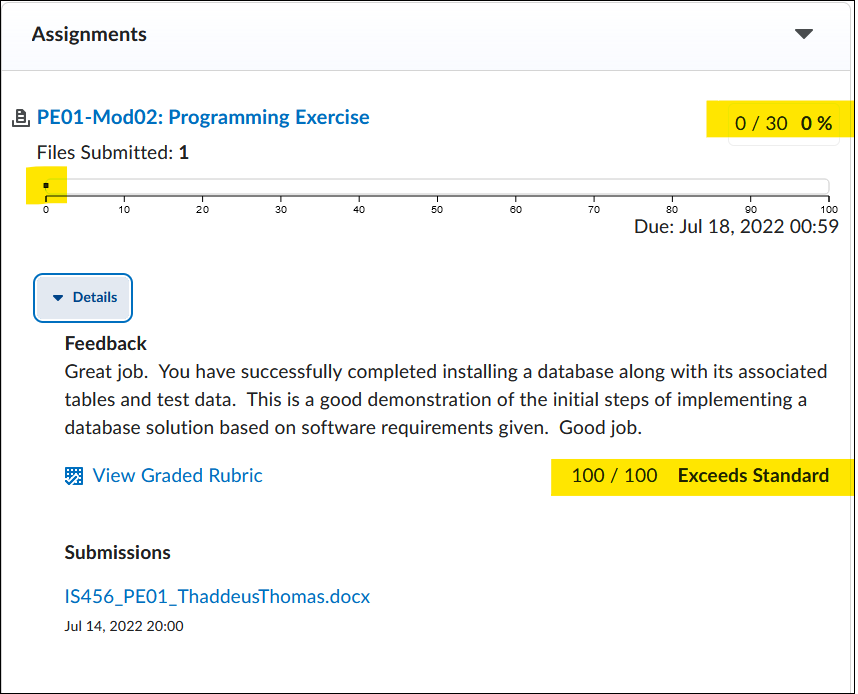 Assignments
PE01-Mod02: Programming Exercise
0 / 30 0 %
Files Submitted: 1
0 10 20 30 40 50 60 70 80 90 100
Due: Jul 18, 2022 00:59
Details
Feedback
Great job. You have successfully completed installing a database along with its associated
tables and test data. This is a good demonstration of the initial steps of implementing a
database solution based on software requirements given. Good job.
View Graded Rubric
100 / 100 Exceeds Standard
Submissions
IS456_PE01_ThaddeusThomas.docx
Jul 14, 2022 20:00